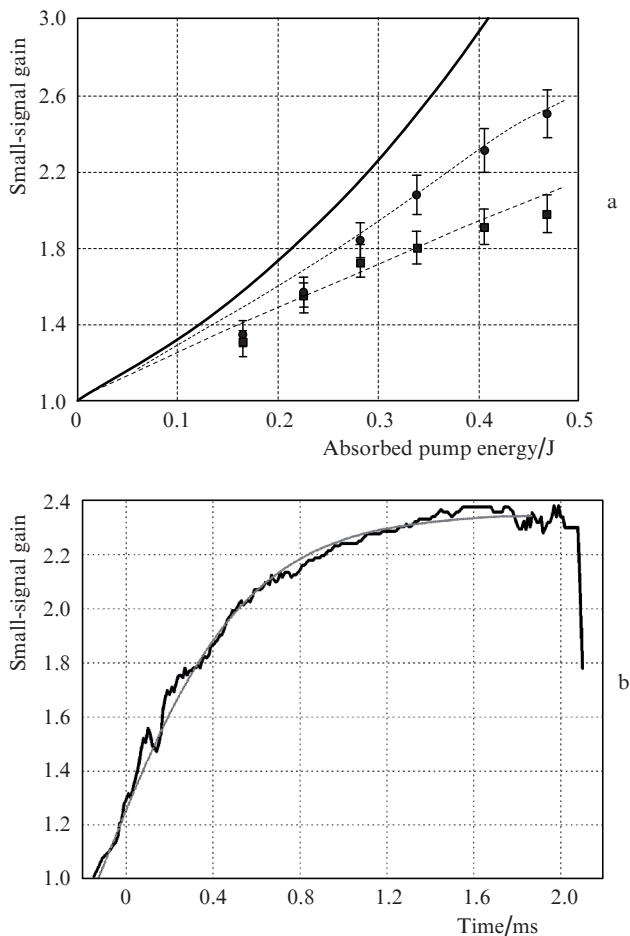 3.0
2.6
2.2
1.8
1.4
1.0
Small-signal gain
0 0.1 0.2 0.3 0.4 0.5
Absorbed pump energy/J
a
2.4
2.2
2.0
1.8
1.6
1.4
1.2
1.0
Small-signal gain
0 0.4 0.8 1.2 1.6 2.0
Time/ms
b